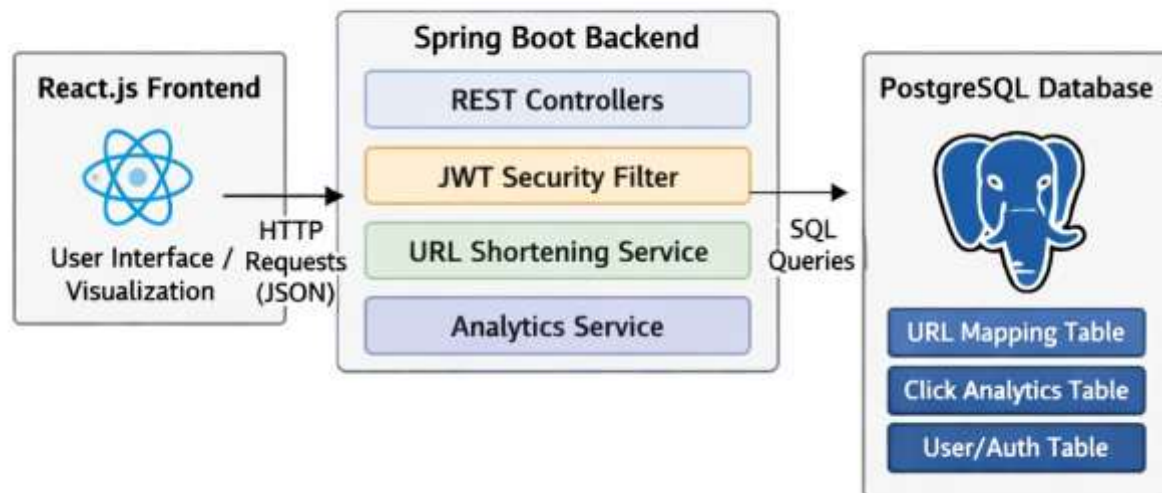 React.js Frontend
User Interface /
Visualization
HTTP
Requests
(JSON)
Spring Boot Backend
REST Controllers
JWT Security Filter
URL Shortening Service
Analytics Service
SQL
Queries
PostgreSQL Database
URL Mapping Table
Click Analytics Table
User/Auth Table